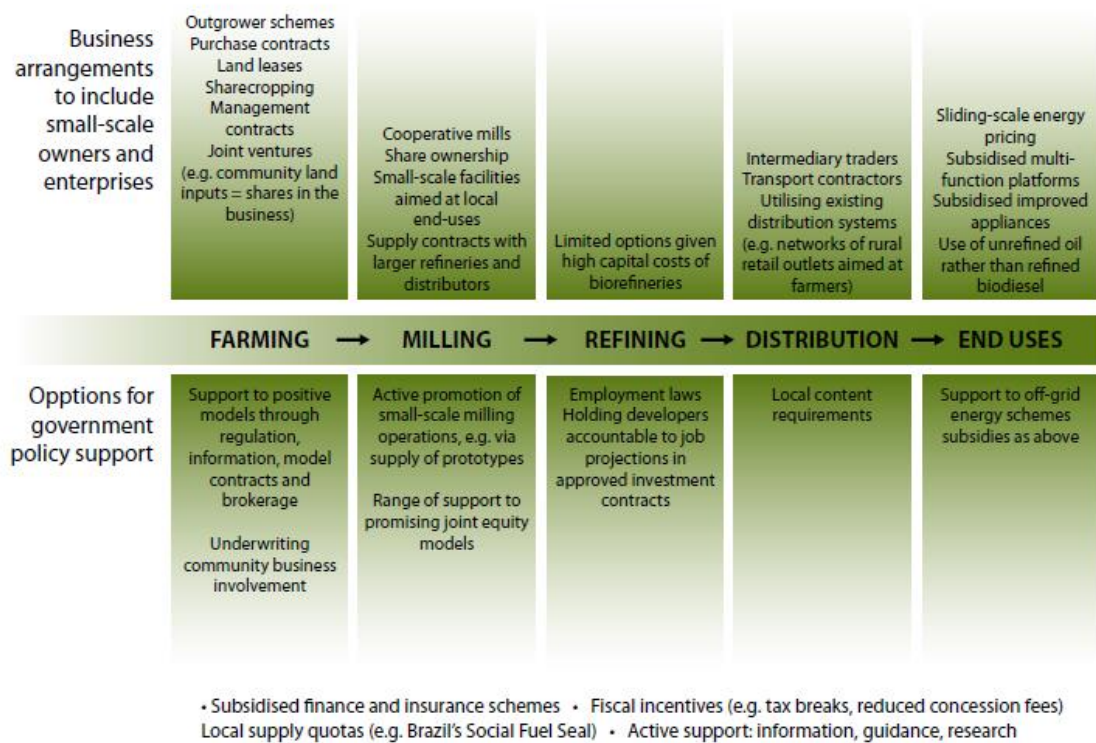 Business
arrangements
to include
small-scale
owners and
enterprises
Outgrower schemes
Purchase contracts
Land leases
Sharecropping
Management
contracts
Joint ventures
(e.g. community land
inputs = shares in the
business)
Cooperative mills
Share ownership
Small-scale facilities
aimed at local
end-uses
Supply contracts with
larger refineries and
distributors
Limited options given
high capital costs of
biorefineries
Intermediary traders
Transport contractors
Utilising existing
distribution systems
(e.g. networks of rural
retail outlets aimed at
farmers)
Sliding-scale energy
pricing
Subsidised multi-
function platforms
Subsidised improved
appliances
Use of unrefined oil
rather than refined
biodiesel
FARMING → MILLING → REFINING → DISTRIBUTION → END USES
Opptions for
government
policy support
Support to positive
models through
regulation,
information, model
contracts and
brokerage
Underwriting
community business
involvement
Active promotion of
small-scale milling
operations, e.g. via
supply of prototypes
Range of support to
promising joint equity
models
Employment laws
Holding developers
accountable to job
projections in
approved investment
contracts
Local content
requirements
Support to off-grid
energy schemes
subsidies as above
• Subsidised finance and insurance schemes • Fiscal incentives (e.g. tax breaks, reduced concession fees)
Local supply quotas (e.g. Brazil's Social Fuel Seal) • Active support: information, guidance, research